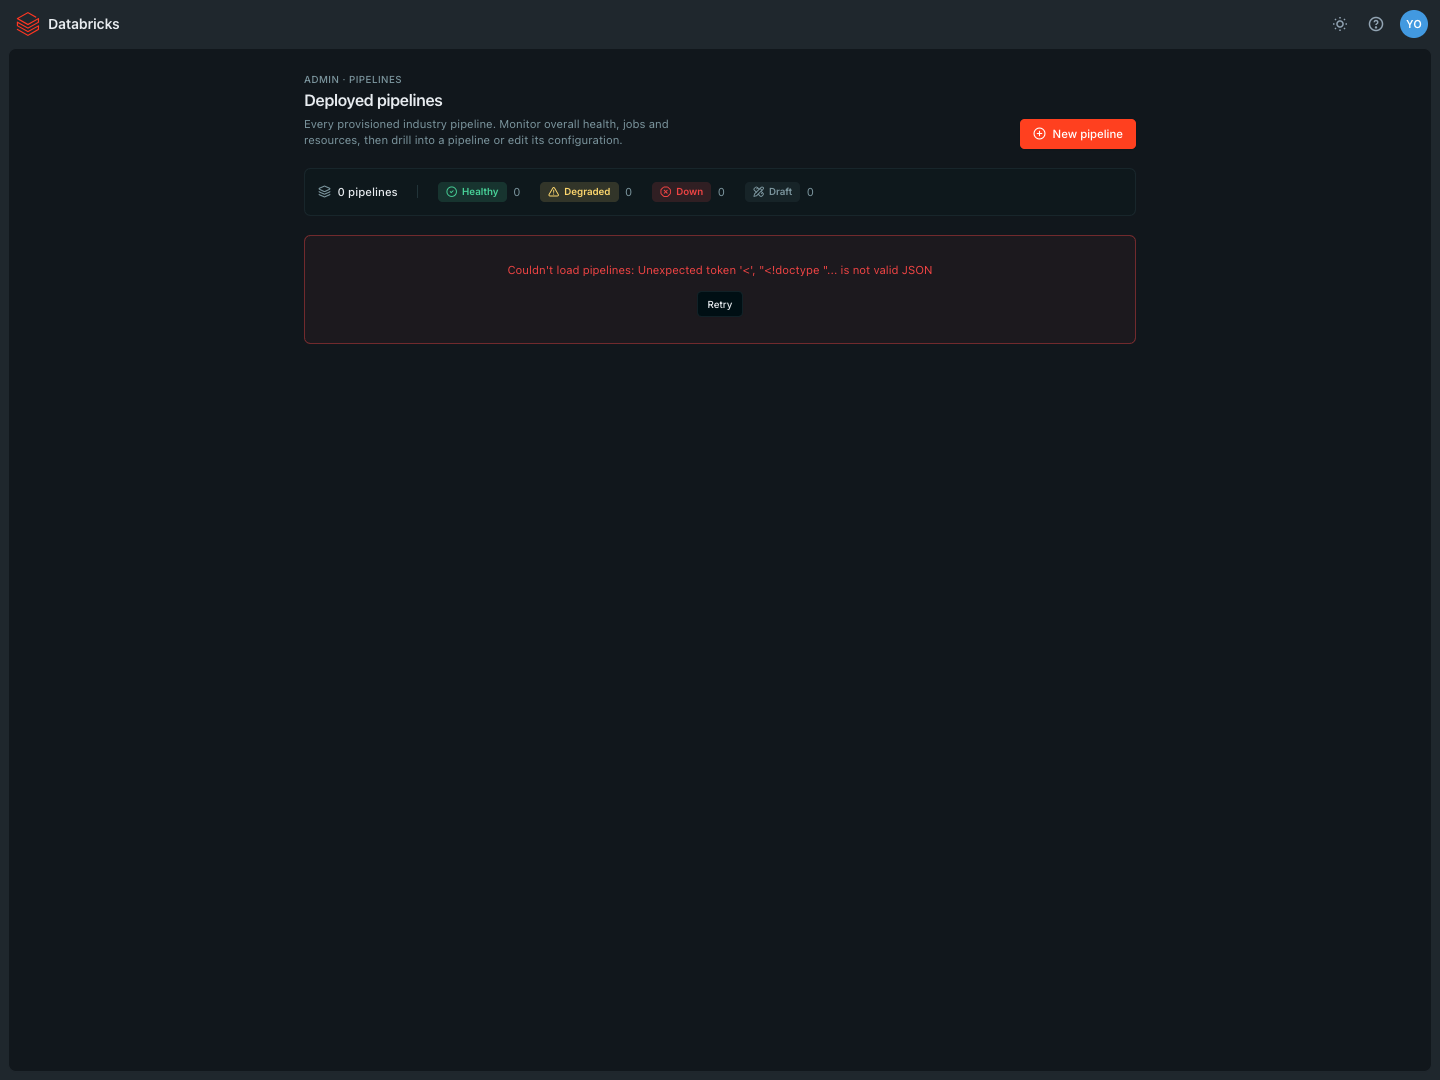 Databricks
YO
ADMIN · PIPELINES
Deployed pipelines
Every provisioned industry pipeline. Monitor overall health, jobs and
resources, then drill into a pipeline or edit its configuration.
New pipeline
0 pipelines
Healthy 0
Degraded 0
Down 0
Draft 0
Couldn't load pipelines: Unexpected token '<', "<!doctype "... is not valid JSON
Retry